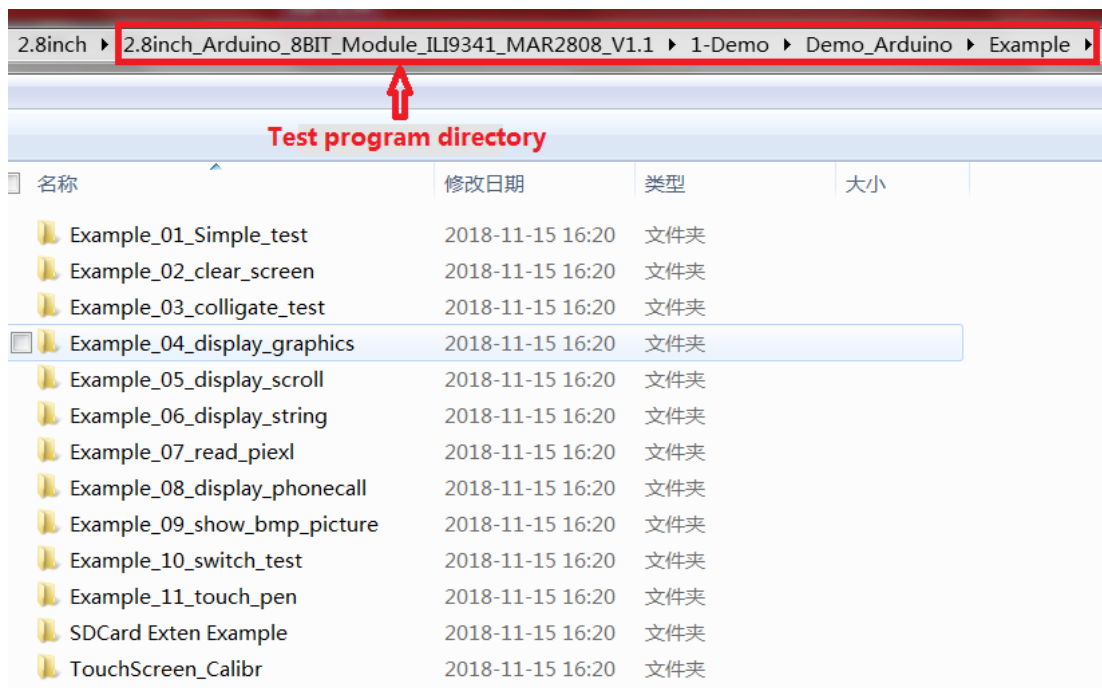 2.8inch ▸ 2.8inch_Arduino_8BIT_Module_ILI9341_MAR2808_V1.1 ▸ 1-Demo ▸ Demo_Arduino ▸ Example ▸
Test program directory
名称 修改日期 类型 大小
Example_01_Simple_test 2018-11-15 16:20 文件夹
Example_02_clear_screen 2018-11-15 16:20 文件夹
Example_03_colligate_test 2018-11-15 16:20 文件夹
Example_04_display_graphics 2018-11-15 16:20 文件夹
Example_05_display_scroll 2018-11-15 16:20 文件夹
Example_06_display_string 2018-11-15 16:20 文件夹
Example_07_read_piexl 2018-11-15 16:20 文件夹
Example_08_display_phonecall 2018-11-15 16:20 文件夹
Example_09_show_bmp_picture 2018-11-15 16:20 文件夹
Example_10_switch_test 2018-11-15 16:20 文件夹
Example_11_touch_pen 2018-11-15 16:20 文件夹
SDCard Exten Example 2018-11-15 16:20 文件夹
TouchScreen_Calibr 2018-11-15 16:20 文件夹